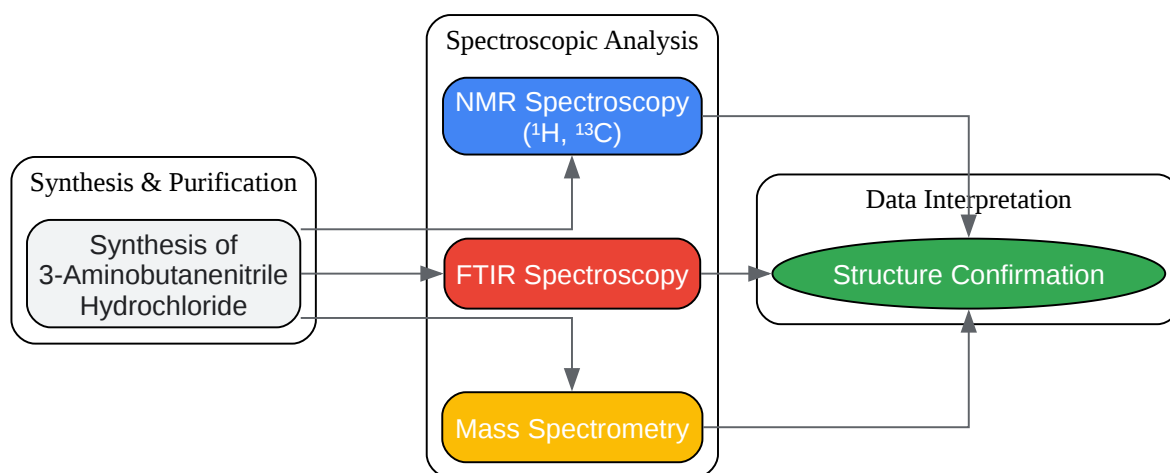 Synthesis & Purification
Synthesis of
3-Aminobutanenitrile
Hydrochloride
Spectroscopic Analysis
NMR Spectroscopy
(¹H, ¹³C)
FTIR Spectroscopy
Mass Spectrometry
Data Interpretation
Structure Confirmation